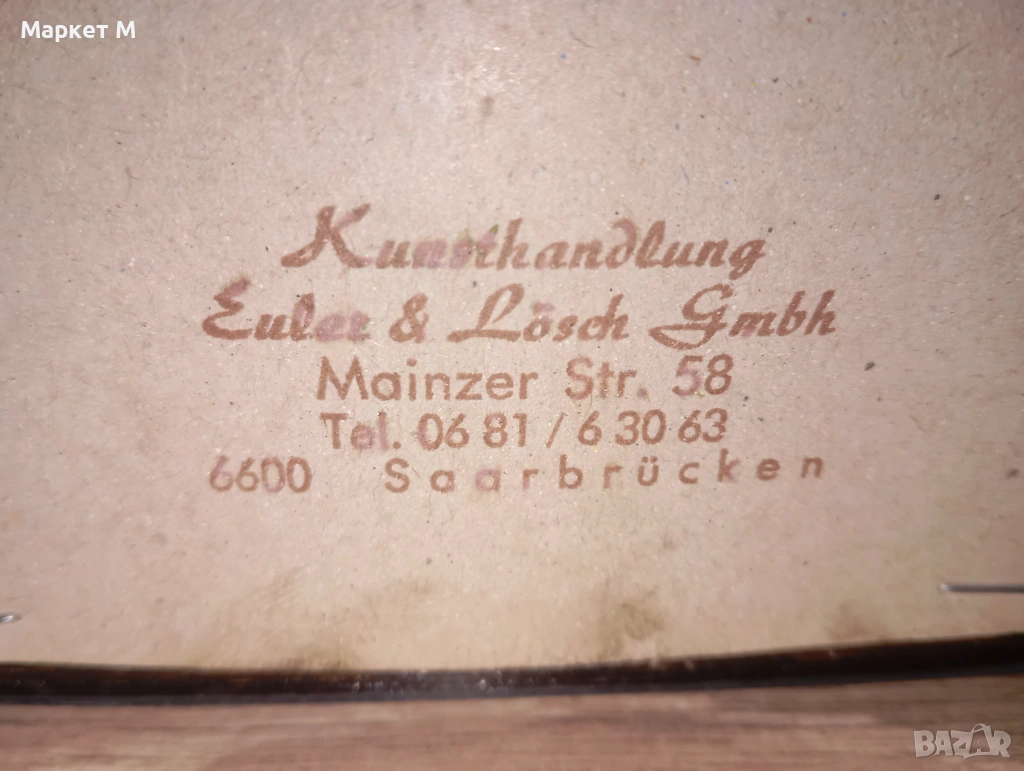 Маркет М
Kunsthandlung
Euler & Lösch Gmbh
Mainzer Str. 58
Tel. 06 81 / 6 30 63
6600 Saarbrücken
BAZAR